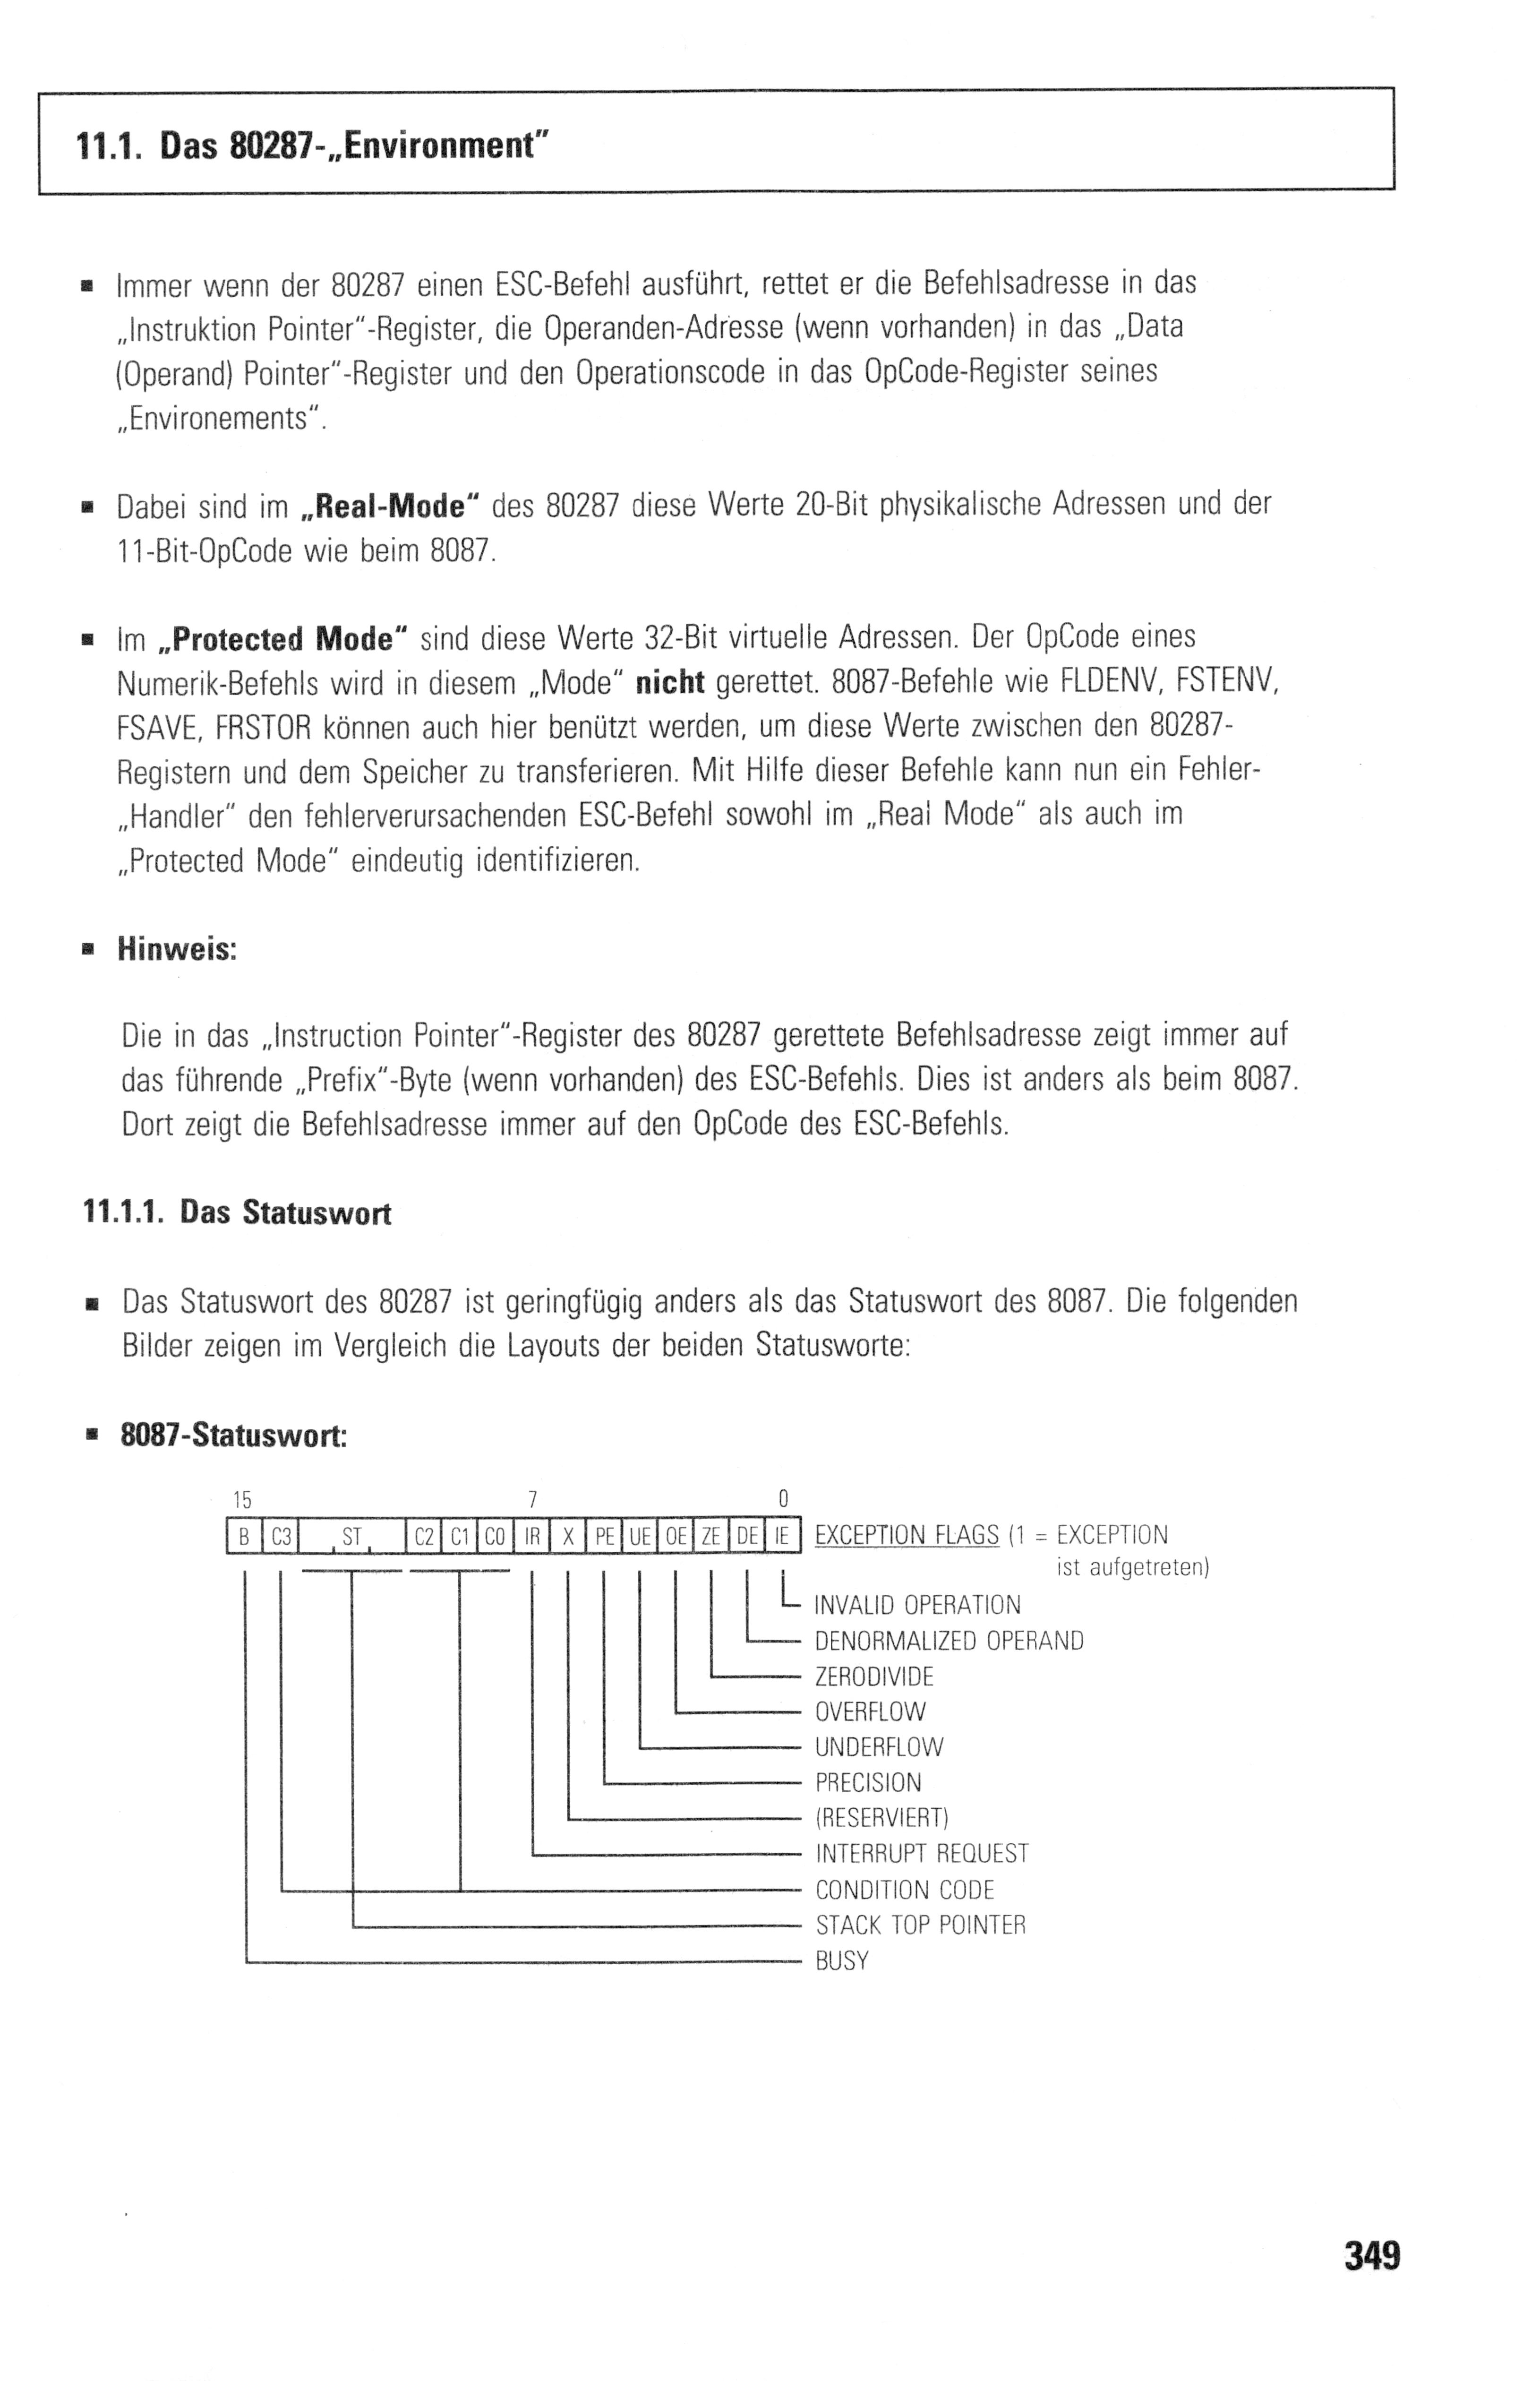 11.1. Das 80287-„Environment"
▪ Immer wenn der 80287 einen ESC-Befehl ausführt, rettet er die Befehlsadresse in das
„Instruktion Pointer"-Register, die Operanden-Adresse (wenn vorhanden) in das „Data
(Operand) Pointer"-Register und den Operationscode in das OpCode-Register seines
„Environements".
▪ Dabei sind im „Real-Mode" des 80287 diese Werte 20-Bit physikalische Adressen und der
11-Bit-OpCode wie beim 8087.
▪ Im „Protected Mode" sind diese Werte 32-Bit virtuelle Adressen. Der OpCode eines
Numerik-Befehls wird in diesem „Mode" nicht gerettet. 8087-Befehle wie FLDENV, FSTENV,
FSAVE, FRSTOR können auch hier benützt werden, um diese Werte zwischen den 80287-
Registern und dem Speicher zu transferieren. Mit Hilfe dieser Befehle kann nun ein Fehler-
„Handler" den fehlerverursachenden ESC-Befehl sowohl im „Real Mode" als auch im
„Protected Mode" eindeutig identifizieren.
▪ Hinweis:
Die in das „Instruction Pointer"-Register des 80287 gerettete Befehlsadresse zeigt immer auf
das führende „Prefix"-Byte (wenn vorhanden) des ESC-Befehls. Dies ist anders als beim 8087.
Dort zeigt die Befehlsadresse immer auf den OpCode des ESC-Befehls.
11.1.1. Das Statuswort
▪ Das Statuswort des 80287 ist geringfügig anders als das Statuswort des 8087. Die folgenden
Bilder zeigen im Vergleich die Layouts der beiden Statusworte:
▪ 8087-Statuswort:
15 7 0
B C3 ST C2 C1 C0 IR X PE UE OE ZE DE IE EXCEPTION FLAGS (1 = EXCEPTION
ist aufgetreten)
INVALID OPERATION
DENORMALIZED OPERAND
ZERODIVIDE
OVERFLOW
UNDERFLOW
PRECISION
(RESERVIERT)
INTERRUPT REQUEST
CONDITION CODE
STACK TOP POINTER
BUSY
349